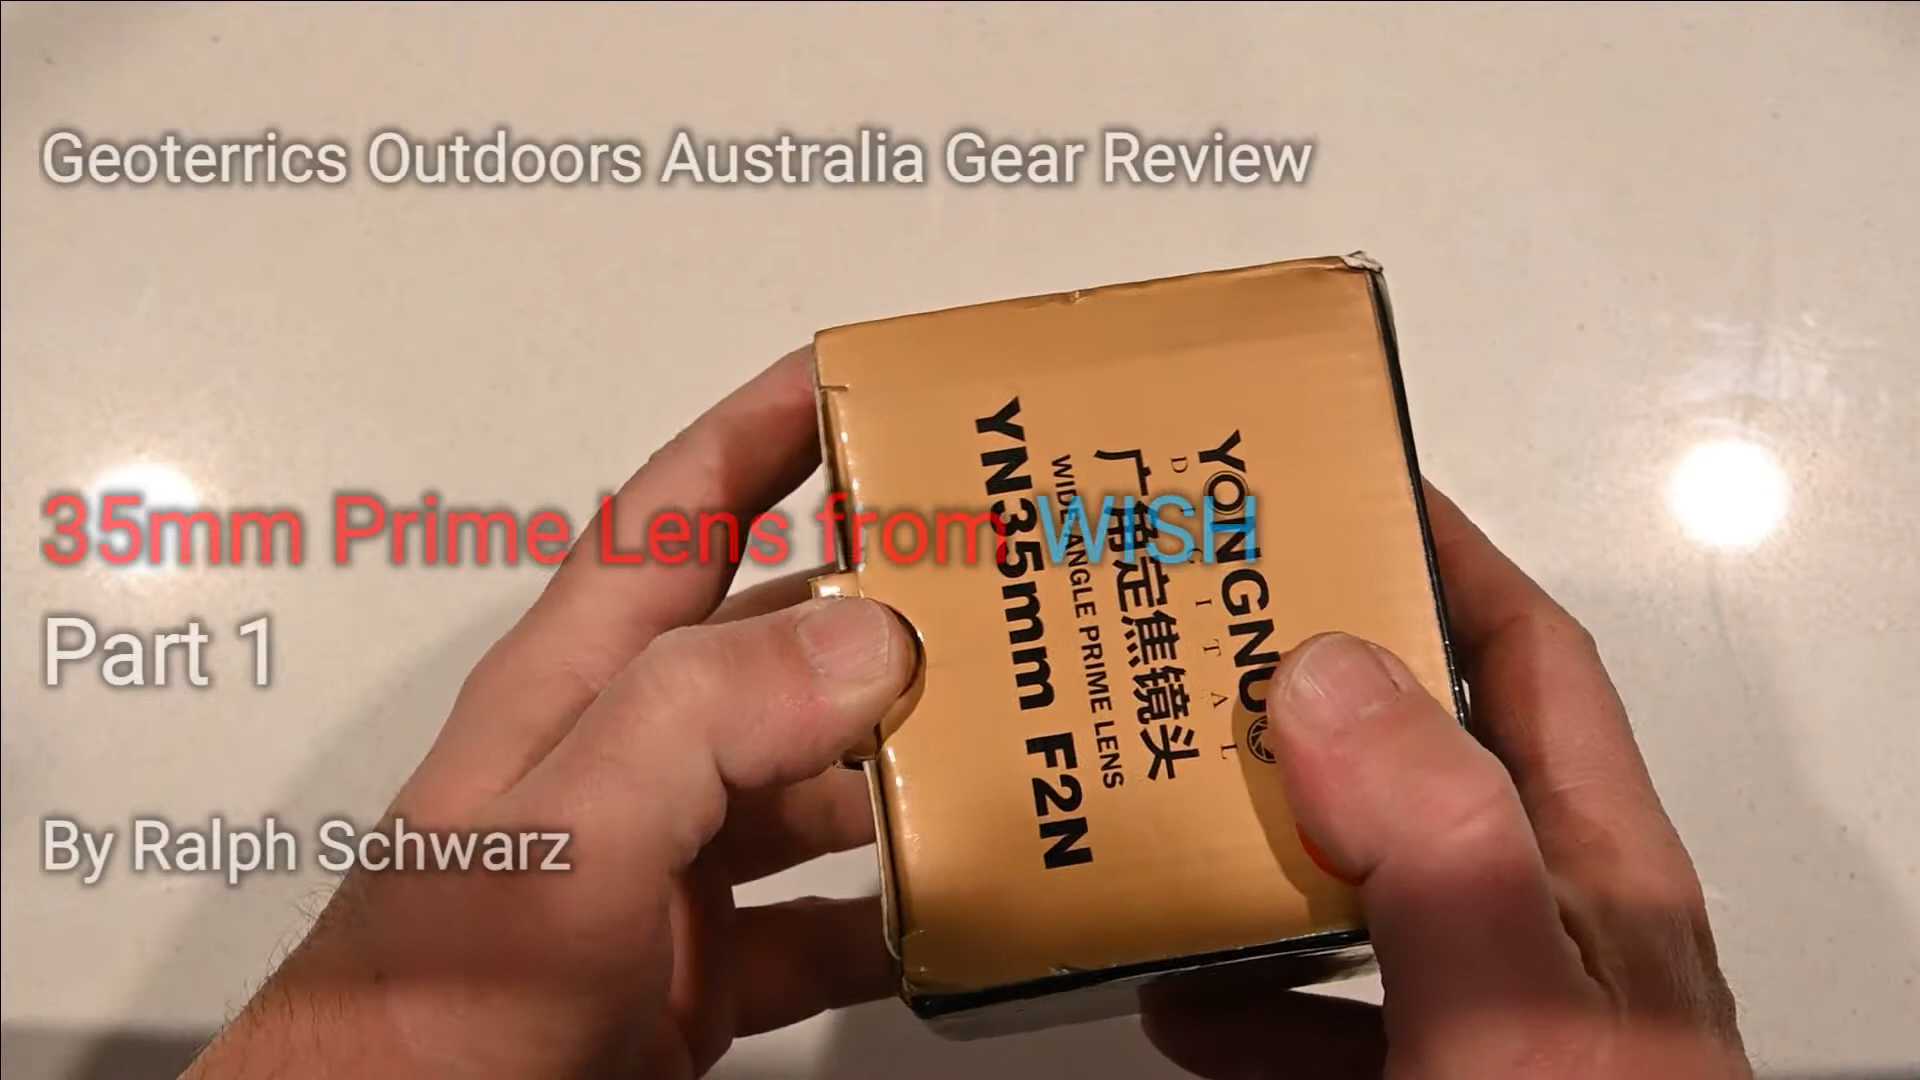 Geoterrics Outdoors Australia Gear Review
35mm Prime Lens from WISH
Part 1
By Ralph Schwarz
YONGNUO
DIGITAL
广角定焦镜头
WIDE ANGLE PRIME LENS
YN35mm F2N